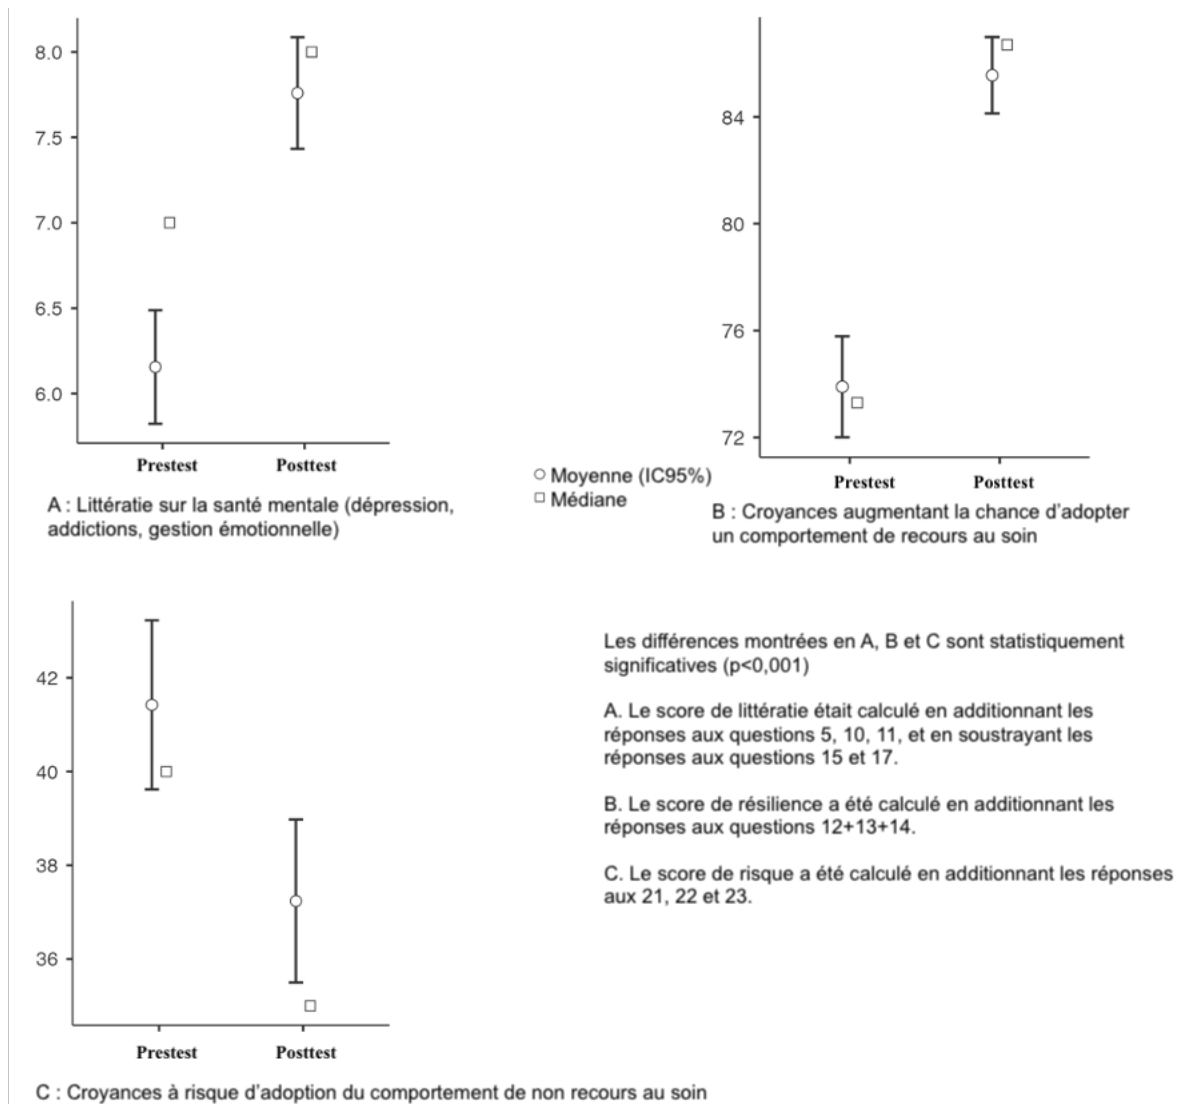 8.0
7.5
7.0
6.5
6.0
Prestest
Posttest
A : Littératie sur la santé mentale (dépression,
addictions, gestion émotionnelle)
Moyenne (IC95%)
Médiane
84
80
76
72
Prestest
Posttest
B : Croyances augmentant la chance d'adopter
un comportement de recours au soin
42
40
38
36
Prestest
Posttest
C : Croyances à risque d'adoption du comportement de non recours au soin
Les différences montrées en A, B et C sont statistiquement
significatives (p<0,001)
A. Le score de littératie était calculé en additionnant les
réponses aux questions 5, 10, 11, et en soustrayant les
réponses aux questions 15 et 17.
B. Le score de résilience a été calculé en additionnant les
réponses aux questions 12+13+14.
C. Le score de risque a été calculé en additionnant les réponses
aux 21, 22 et 23.